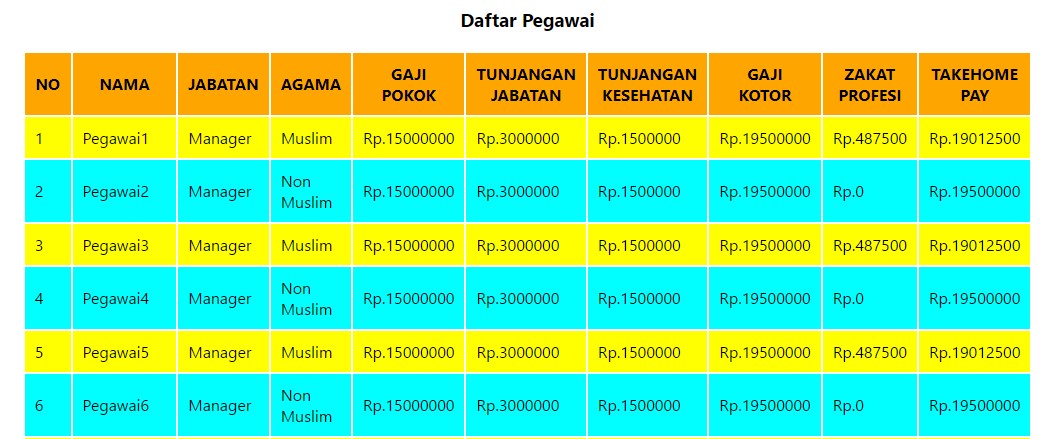 Daftar Pegawai
NO NAMA JABATAN AGAMA GAJI POKOK TUNJANGAN JABATAN TUNJANGAN KESEHATAN GAJI KOTOR ZAKAT PROFESI TAKEHOME PAY
1 Pegawai1 Manager Muslim Rp.15000000 Rp.3000000 Rp.1500000 Rp.19500000 Rp.487500 Rp.19012500
2 Pegawai2 Manager Non Muslim Rp.15000000 Rp.3000000 Rp.1500000 Rp.19500000 Rp.0 Rp.19500000
3 Pegawai3 Manager Muslim Rp.15000000 Rp.3000000 Rp.1500000 Rp.19500000 Rp.487500 Rp.19012500
4 Pegawai4 Manager Non Muslim Rp.15000000 Rp.3000000 Rp.1500000 Rp.19500000 Rp.0 Rp.19500000
5 Pegawai5 Manager Muslim Rp.15000000 Rp.3000000 Rp.1500000 Rp.19500000 Rp.487500 Rp.19012500
6 Pegawai6 Manager Non Muslim Rp.15000000 Rp.3000000 Rp.1500000 Rp.19500000 Rp.0 Rp.19500000